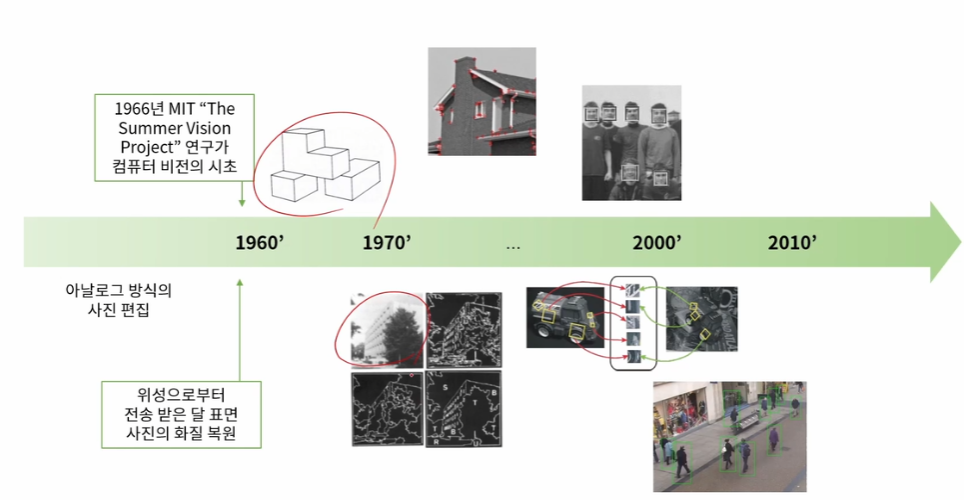 1966년 MIT “The
Summer Vision
Project” 연구가
컴퓨터 비전의 시초
1960’
1970’
...
2000’
2010’
아날로그 방식의
사진 편집
위성으로부터
전송 받은 달 표면
사진의 화질 복원
S
B
T
T
T
B
R